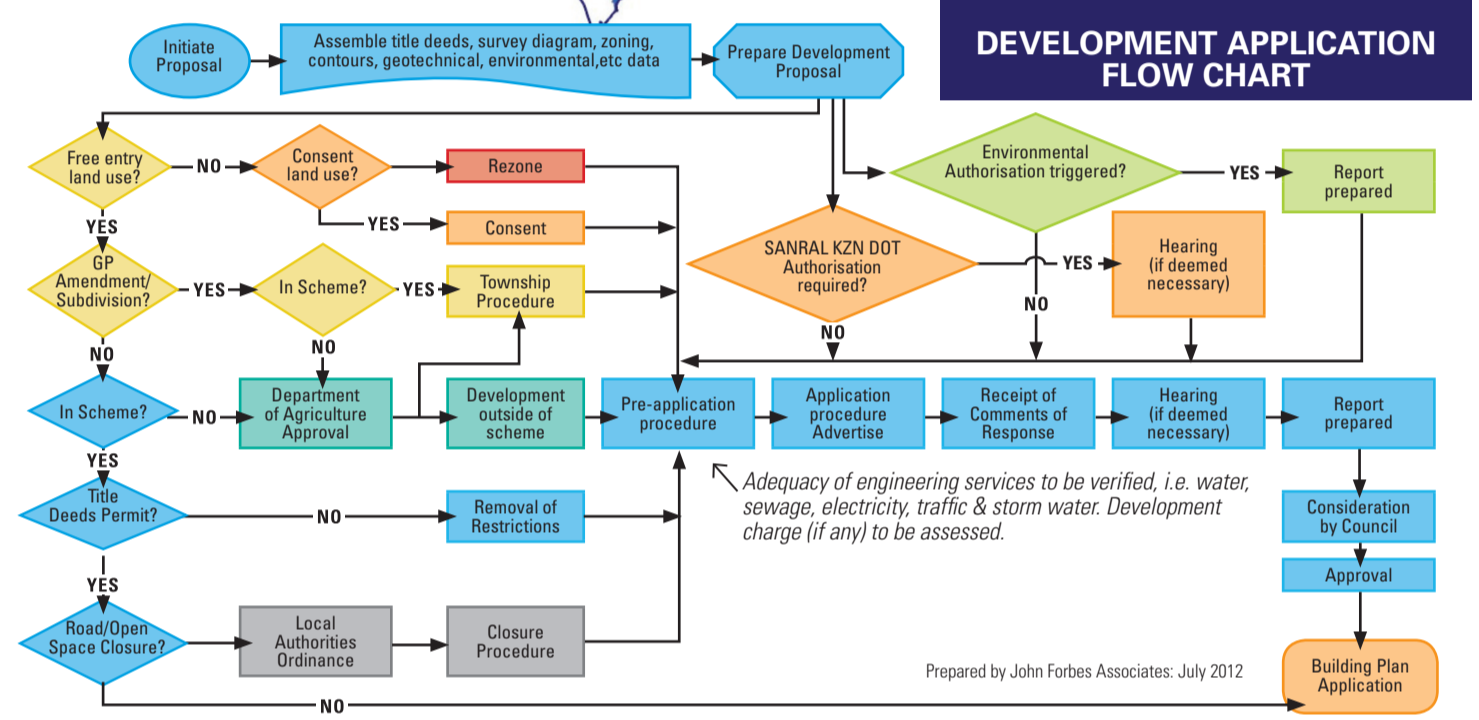 DEVELOPMENT APPLICATION
FLOW CHART
Initiate
Proposal
Assemble title deeds, survey diagram, zoning,
contours, geotechnical, environmental,etc data
Prepare Development
Proposal
Free entry
land use?
NO
Consent
land use?
Rezone
Environmental
Authorisation triggered?
YES
Report
prepared
YES
YES
Consent
GP
Amendment/
Subdivision?
YES
In Scheme?
YES
Township
Procedure
SANRAL KZN DOT
Authorisation
required?
YES
Hearing
(if deemed
necessary)
NO
NO
NO
NO
In Scheme?
NO
Department
of Agriculture
Approval
Development
outside of
scheme
Pre-application
procedure
Application
procedure
Advertise
Receipt of
Comments of
Response
Hearing
(if deemed
necessary)
Report
prepared
YES
Title
Deeds Permit?
NO
Removal of
Restrictions
Adequacy of engineering services to be verified, i.e. water,
sewage, electricity, traffic & storm water. Development
charge (if any) to be assessed.
Consideration
by Council
Approval
YES
Road/Open
Space Closure?
Local
Authorities
Ordinance
Closure
Procedure
Prepared by John Forbes Associates: July 2012
Building Plan
Application
NO